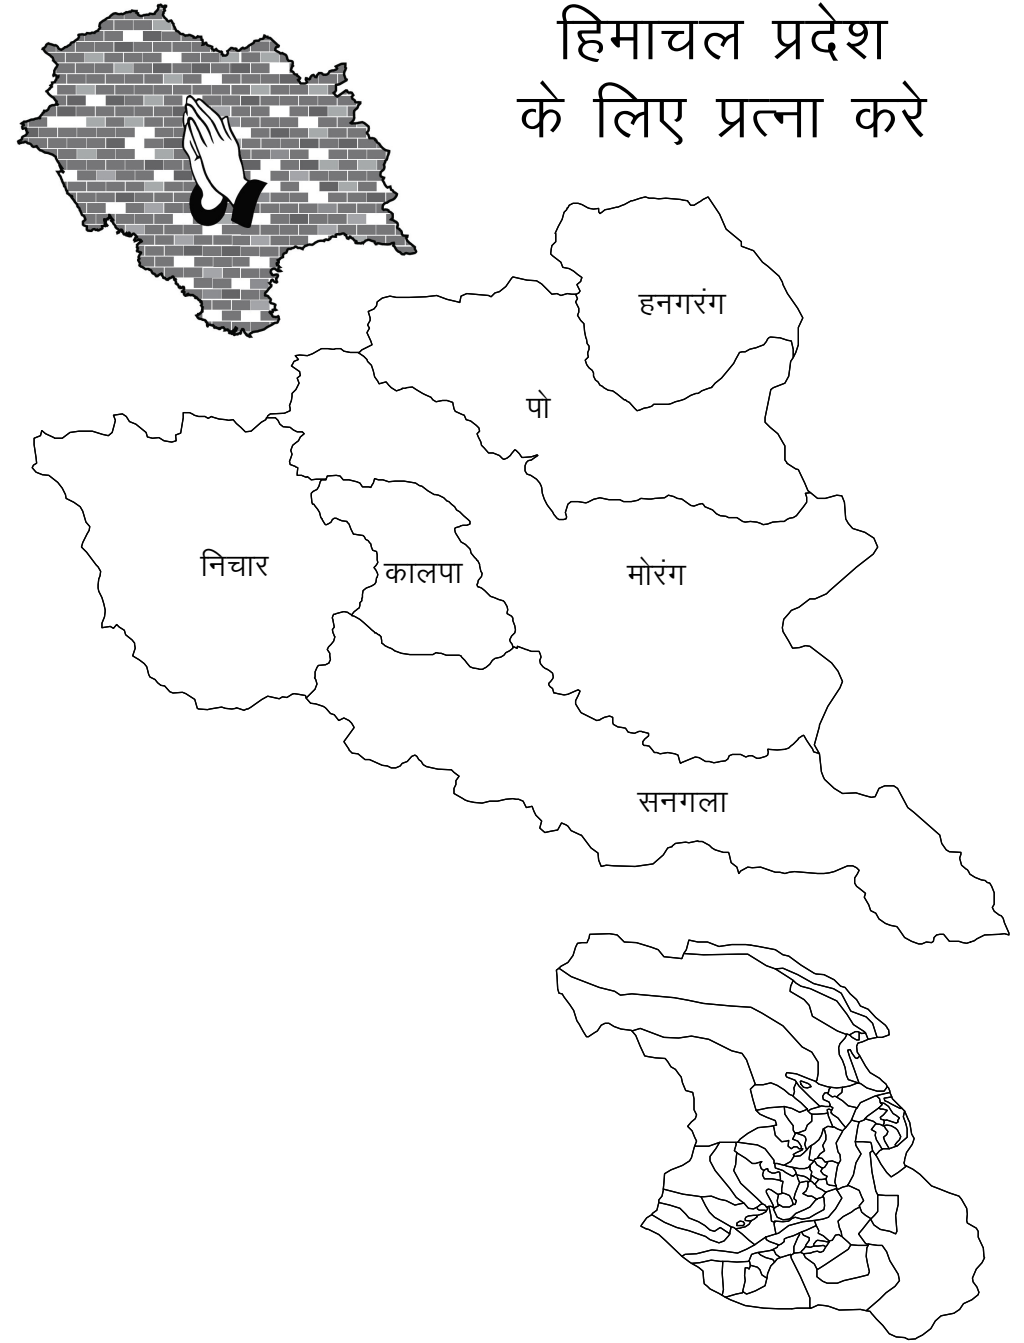 हिमाचल प्रदेश
के लिए प्रत्ना करे
हनगरंग
पो
निचार
कालपा
मोरंग
सनगला